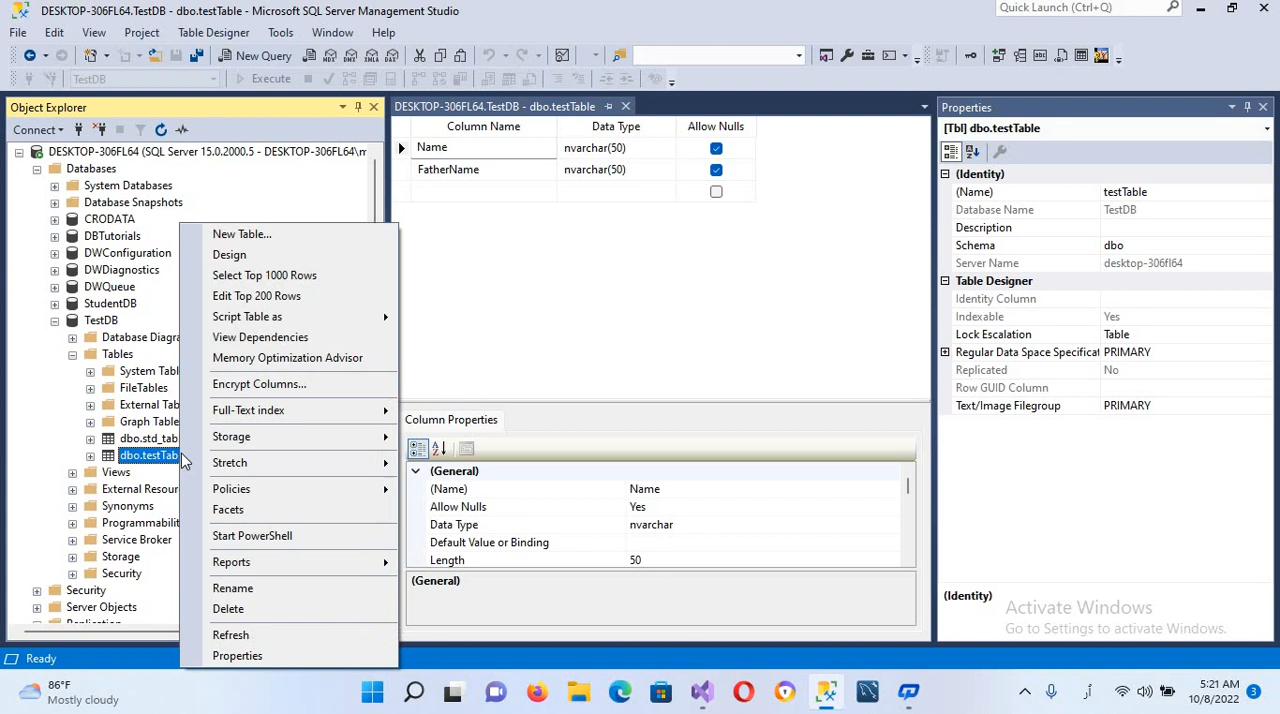 DESKTOP-306FL64.TestDB - dbo.testTable - Microsoft SQL Server Management Studio
Quick Launch (Ctrl+Q)
File Edit View Project Table Designer Tools Window Help
New Query
MDX DMX XMLA DAX
TestDB
Execute
Object Explorer
Connect
DESKTOP-306FL64 (SQL Server 15.0.2000.5 - DESKTOP-306FL64\m
Databases
System Databases
Database Snapshots
CRODATA
DBTutorials
DWConfiguration
DWDiagnostics
DWQueue
StudentDB
TestDB
Database Diagra
Tables
System Tabl
FileTables
External Tab
Graph Table
dbo.std_tab
dbo.testTab
Views
External Resour
Synonyms
Programmabilit
Service Broker
Storage
Security
Security
Server Objects
Replication
New Table...
Design
Select Top 1000 Rows
Edit Top 200 Rows
Script Table as
View Dependencies
Memory Optimization Advisor
Encrypt Columns...
Full-Text index
Storage
Stretch
Policies
Facets
Start PowerShell
Reports
Rename
Delete
Refresh
Properties
DESKTOP-306FL64.TestDB - dbo.testTable
Column Name Data Type Allow Nulls
Name nvarchar(50)
FatherName nvarchar(50)
Column Properties
(General)
(Name) Name
Allow Nulls Yes
Data Type nvarchar
Default Value or Binding
Length 50
(General)
Properties
[Tbl] dbo.testTable
(Identity)
(Name) testTable
Database Name TestDB
Description
Schema dbo
Server Name desktop-306fl64
Table Designer
Identity Column
Indexable Yes
Lock Escalation Table
Regular Data Space Specificat PRIMARY
Replicated No
Row GUID Column
Text/Image Filegroup PRIMARY
(Identity)
Activate Windows
Go to Settings to activate Windows.
Ready
86°F
Mostly cloudy
5:21 AM
10/8/2022
3